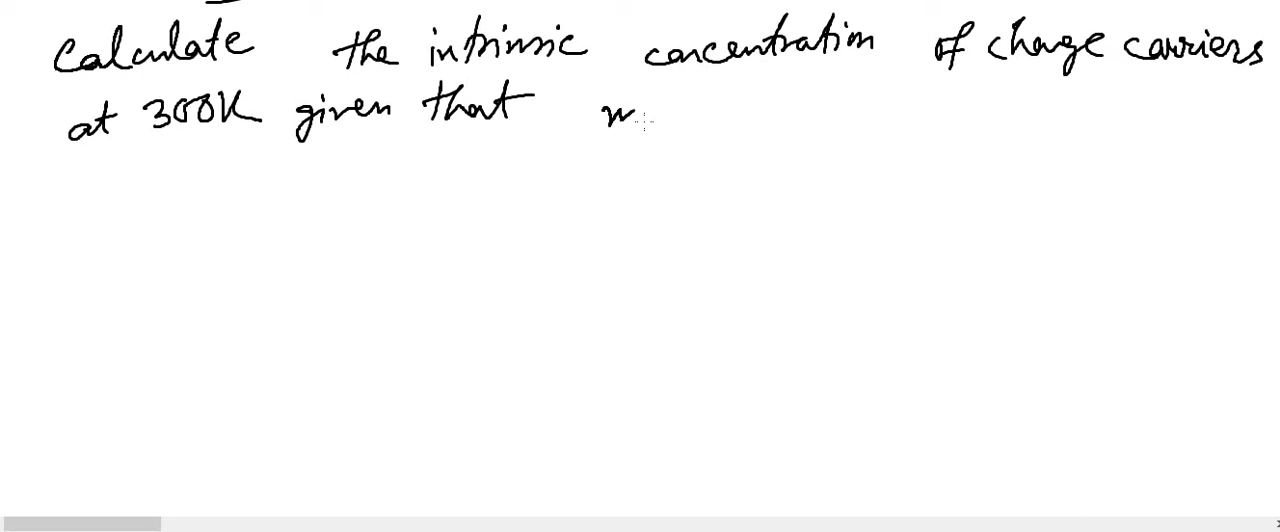 Calculate the intrinsic concentration of charge carriers
at 300K given that m